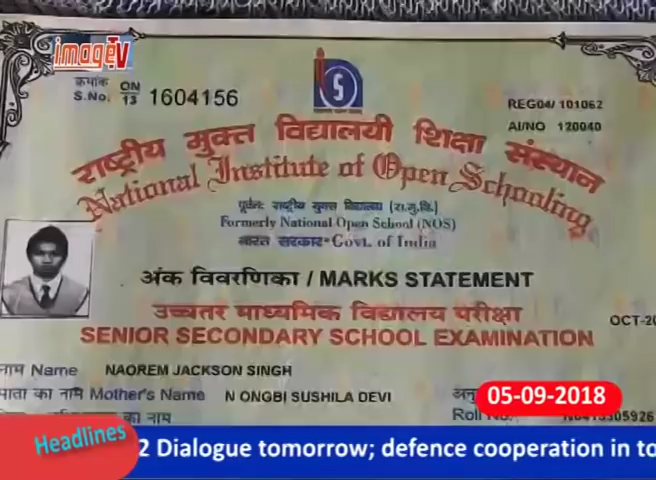 imageTV
क्रमांक ON
S.No. 13 1604156
REG04/ 101062
AI/NO 120040
राष्ट्रीय मुक्त विद्यालयी शिक्षा संस्थान
National Institute of Open Schooling
पूर्वतः राष्ट्रीय मुक्त विद्यालय (रा.मु.वि.)
Formerly National Open School (NOS)
भारत सरकार•Govt. of India
अंक विवरणिका / MARKS STATEMENT
उच्चतर माध्यमिक विद्यालय परीक्षा
SENIOR SECONDARY SCHOOL EXAMINATION
OCT-20
नाम Name NAOREM JACKSON SINGH
माता का नाम Mother's Name N ONGBI SUSHILA DEVI
का नाम
Roll
05-09-2018
Headlines
2 Dialogue tomorrow; defence cooperation in to